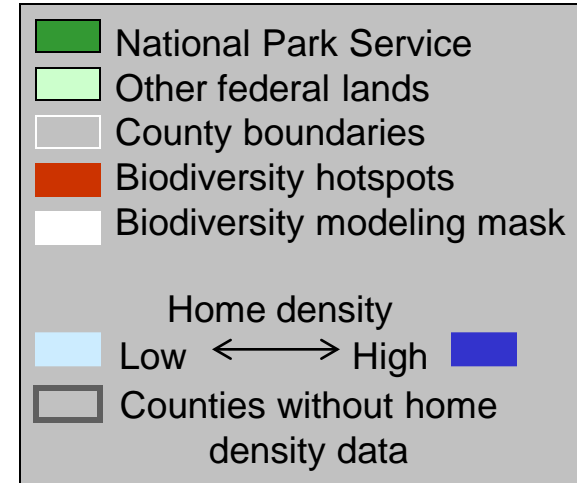 National Park Service
Other federal lands
County boundaries
Biodiversity hotspots
Biodiversity modeling mask
Home density
Low High
Counties without home
density data